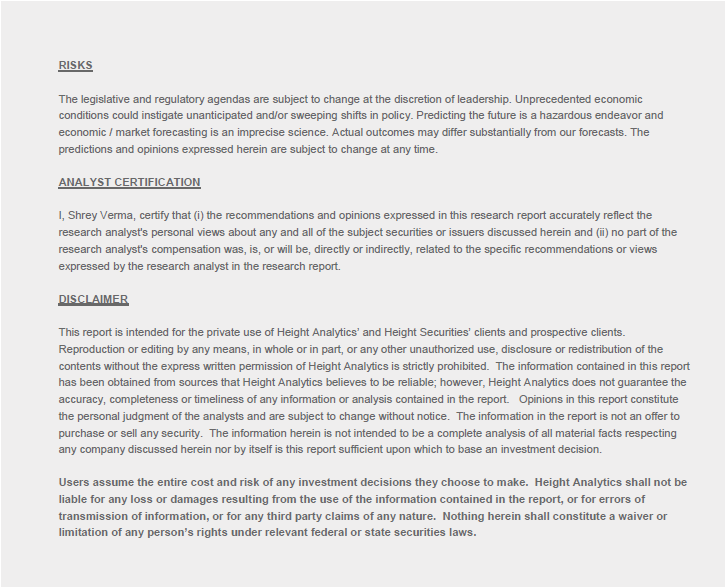 RISKS
The legislative and regulatory agendas are subject to change at the discretion of leadership. Unprecedented economic
conditions could instigate unanticipated and/or sweeping shifts in policy. Predicting the future is a hazardous endeavor and
economic / market forecasting is an imprecise science. Actual outcomes may differ substantially from our forecasts. The
predictions and opinions expressed herein are subject to change at any time.
ANALYST CERTIFICATION
I, Shrey Verma, certify that (i) the recommendations and opinions expressed in this research report accurately reflect the
research analyst's personal views about any and all of the subject securities or issuers discussed herein and (ii) no part of the
research analyst's compensation was, is, or will be, directly or indirectly, related to the specific recommendations or views
expressed by the research analyst in the research report.
DISCLAIMER
This report is intended for the private use of Height Analytics' and Height Securities' clients and prospective clients.
Reproduction or editing by any means, in whole or in part, or any other unauthorized use, disclosure or redistribution of the
contents without the express written permission of Height Analytics is strictly prohibited.  The information contained in this report
has been obtained from sources that Height Analytics believes to be reliable; however, Height Analytics does not guarantee the
accuracy, completeness or timeliness of any information or analysis contained in the report.   Opinions in this report constitute
the personal judgment of the analysts and are subject to change without notice.  The information in the report is not an offer to
purchase or sell any security.  The information herein is not intended to be a complete analysis of all material facts respecting
any company discussed herein nor by itself is this report sufficient upon which to base an investment decision.
Users assume the entire cost and risk of any investment decisions they choose to make.  Height Analytics shall not be
liable for any loss or damages resulting from the use of the information contained in the report, or for errors of
transmission of information, or for any third party claims of any nature.  Nothing herein shall constitute a waiver or
limitation of any person's rights under relevant federal or state securities laws.